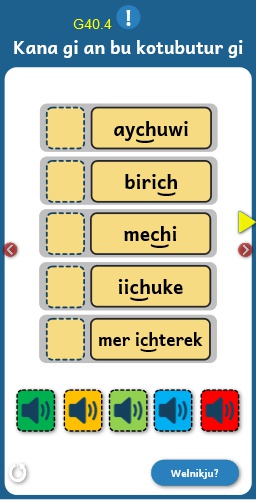 G40.4
!
Kana gi an bu kotubutur gi
aychuwi
birich
mechi
iichuke
mer ichterek
Welnikju?